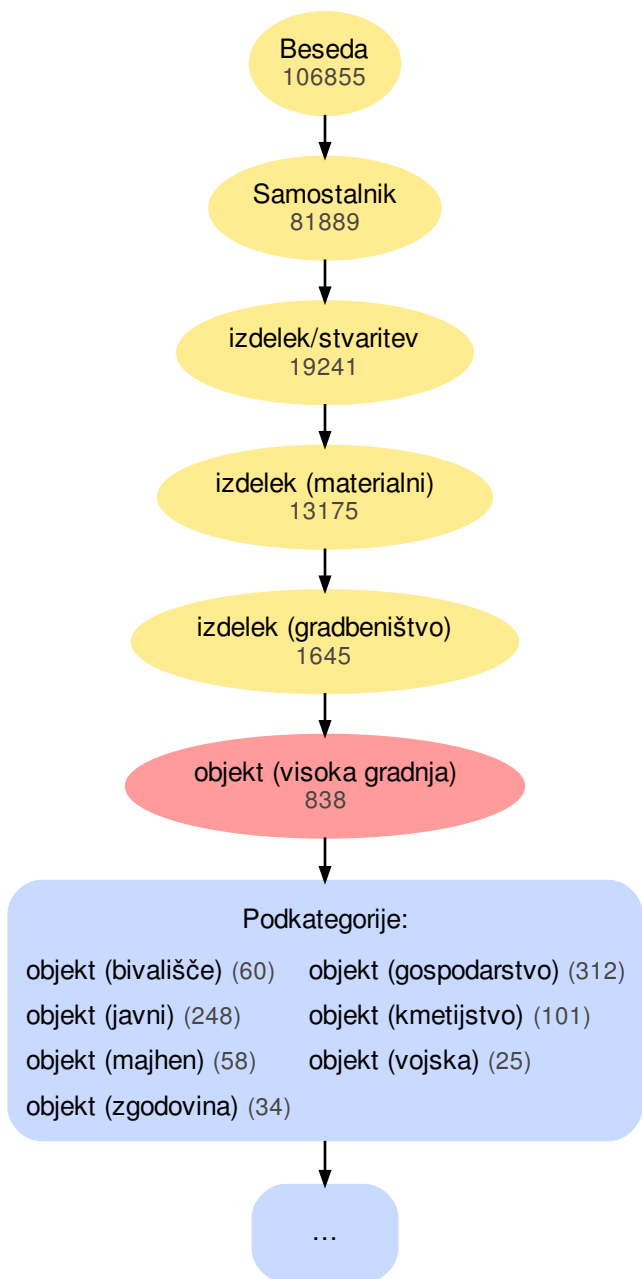 Beseda
106855
Samostalnik
81889
izdelek/stvaritev
19241
izdelek (materialni)
13175
izdelek (gradbeništvo)
1645
objekt (visoka gradnja)
838
Podkategorije:
objekt (bivališče) (60) objekt (gospodarstvo) (312)
objekt (javni) (248) objekt (kmetijstvo) (101)
objekt (majhen) (58) objekt (vojska) (25)
objekt (zgodovina) (34)
...